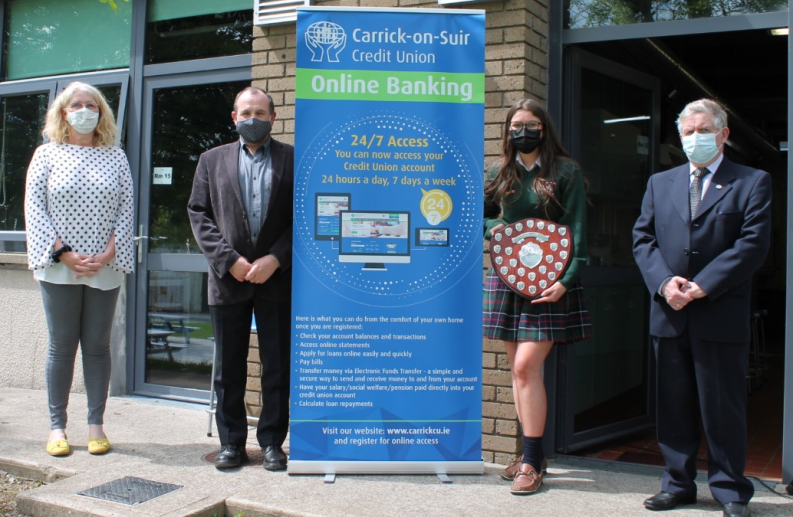 Carrick-on-Suir
Credit Union
Online Banking
24/7 Access
You can now access your
Credit Union account
24 hours a day, 7 days a week
24
7
Here is what you can do from the comfort of your own home
once you are registered:
• Check your account balances and transactions
• Access online statements
• Apply for loans online easily and quickly
• Pay bills
• Transfer money via Electronic Funds Transfer - a simple and
secure way to send and receive money to and from your account
• Have your salary/social welfare/pension paid directly into your
credit union account
• Calculate loan repayments
Visit our website: www.carrickcu.ie
and register for online access